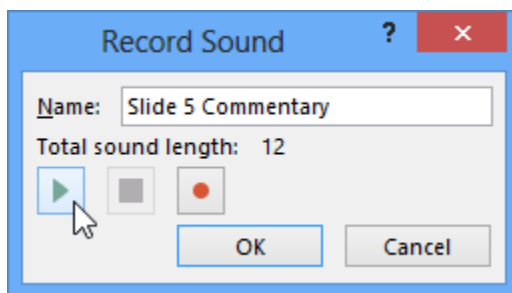 Record Sound ? ×
Name: Slide 5 Commentary
Total sound length: 12
OK Cancel